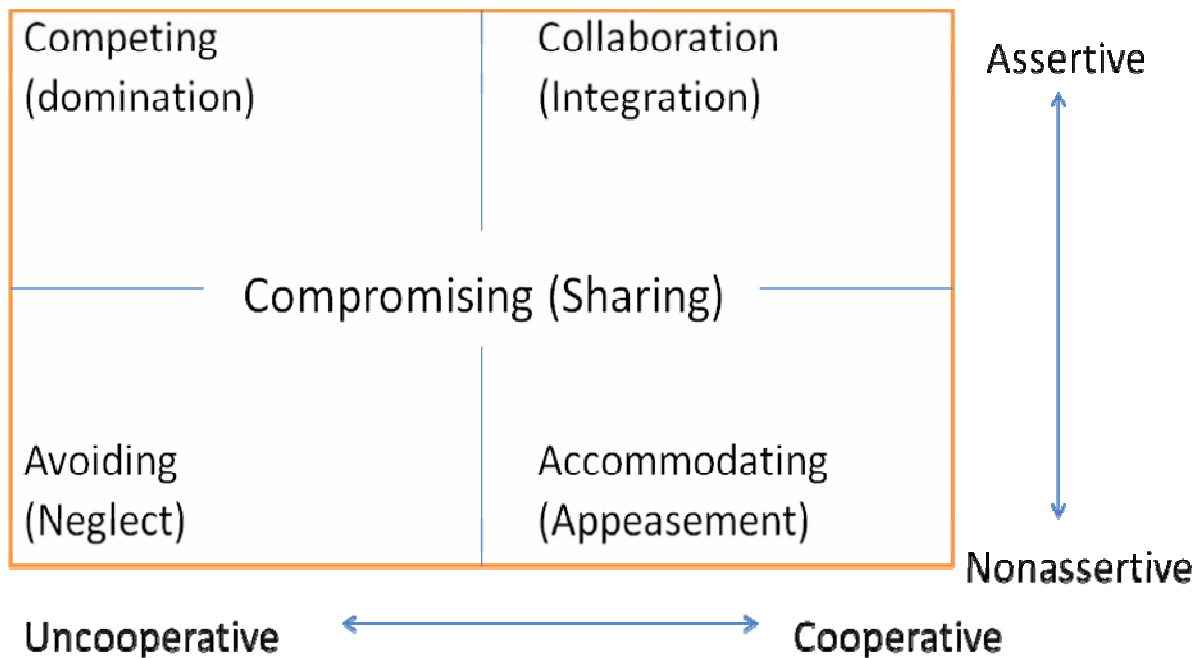 Competing
(domination)
Collaboration
(Integration)
Assertive
Compromising (Sharing)
Avoiding
(Neglect)
Accommodating
(Appeasement)
Nonassertive
Uncooperative
Cooperative